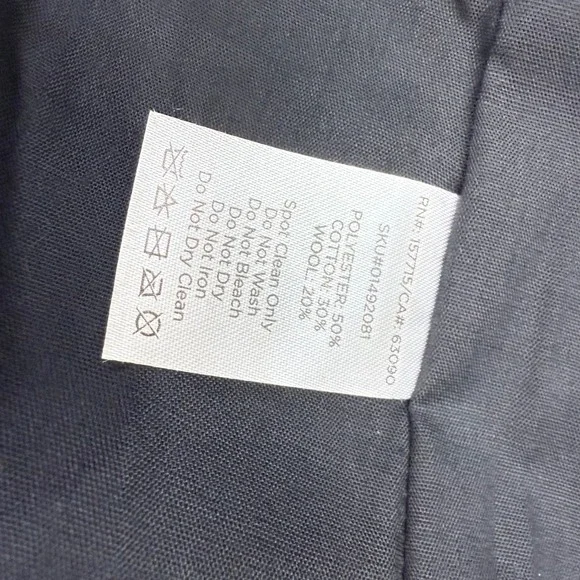 RN#: 157715/CA#: 63090
SKU#01492081
POLYESTER: 50%
COTTON: 30%
WOOL: 20%
Spot Clean Only
Do Not Wash
Do Not Bleach
Do Not Dry
Do Not Iron
Do Not Dry Clean